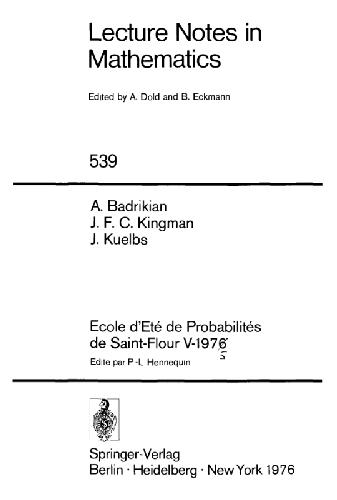 Lecture Notes in
Mathematics
Edited by A. Dold and B. Eckmann
539
A. Badrikian
J. F. C. Kingman
J. Kuelbs
Ecole d'Eté de Probabilités
de Saint-Flour V-1976
5
Edité par P.-L. Hennequin
Springer-Verlag
Berlin · Heidelberg · New York 1976